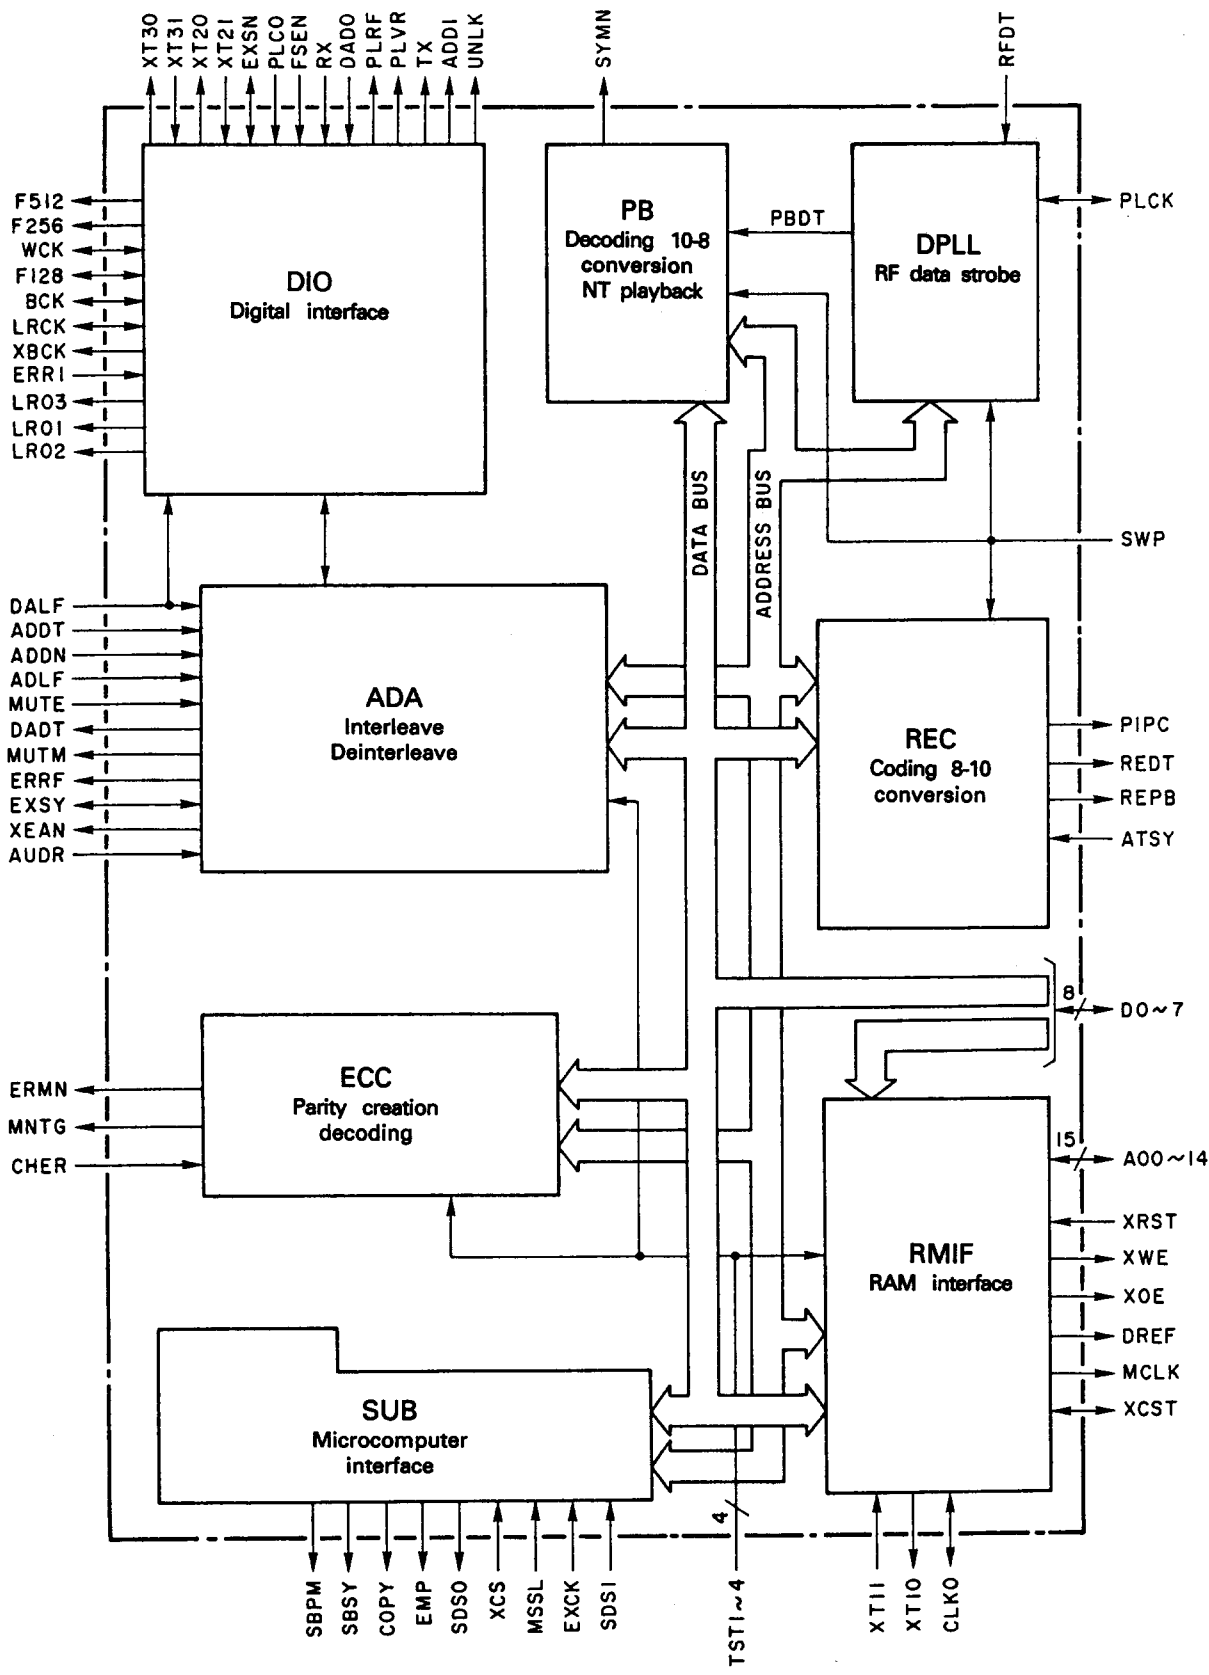 XT30
XT31
XT20
XT21
EXSN
PLCO
FSEN
RX
DADO
PLRF
PLVR
TX
ADDI
UNLK
SYMN
RFDT
F512
F256
WCK
F128
BCK
LRCK
XBCK
ERRI
LRO3
LRO1
LRO2
DIO
Digital interface
PB
Decoding 10-8
conversion
NT playback
PBDT
DPLL
RF data strobe
PLCK
DATA BUS
ADDRESS BUS
SWP
DALF
ADDT
ADDN
ADLF
MUTE
DADT
MUTM
ERRF
EXSY
XEAN
AUDR
ADA
Interleave
Deinterleave
REC
Coding 8-10
conversion
PIPC
REDT
REPB
ATSY
8
DO~7
ERMN
MNTG
CHER
ECC
Parity creation
decoding
15
AOO~14
RMIF
RAM interface
XRST
XWE
XOE
DREF
MCLK
XCST
SUB
Microcomputer
interface
4
SBPM
SBSY
COPY
EMP
SDSO
XCS
MSSL
EXCK
SDSI
TST1~4
XT11
XT10
CLKO